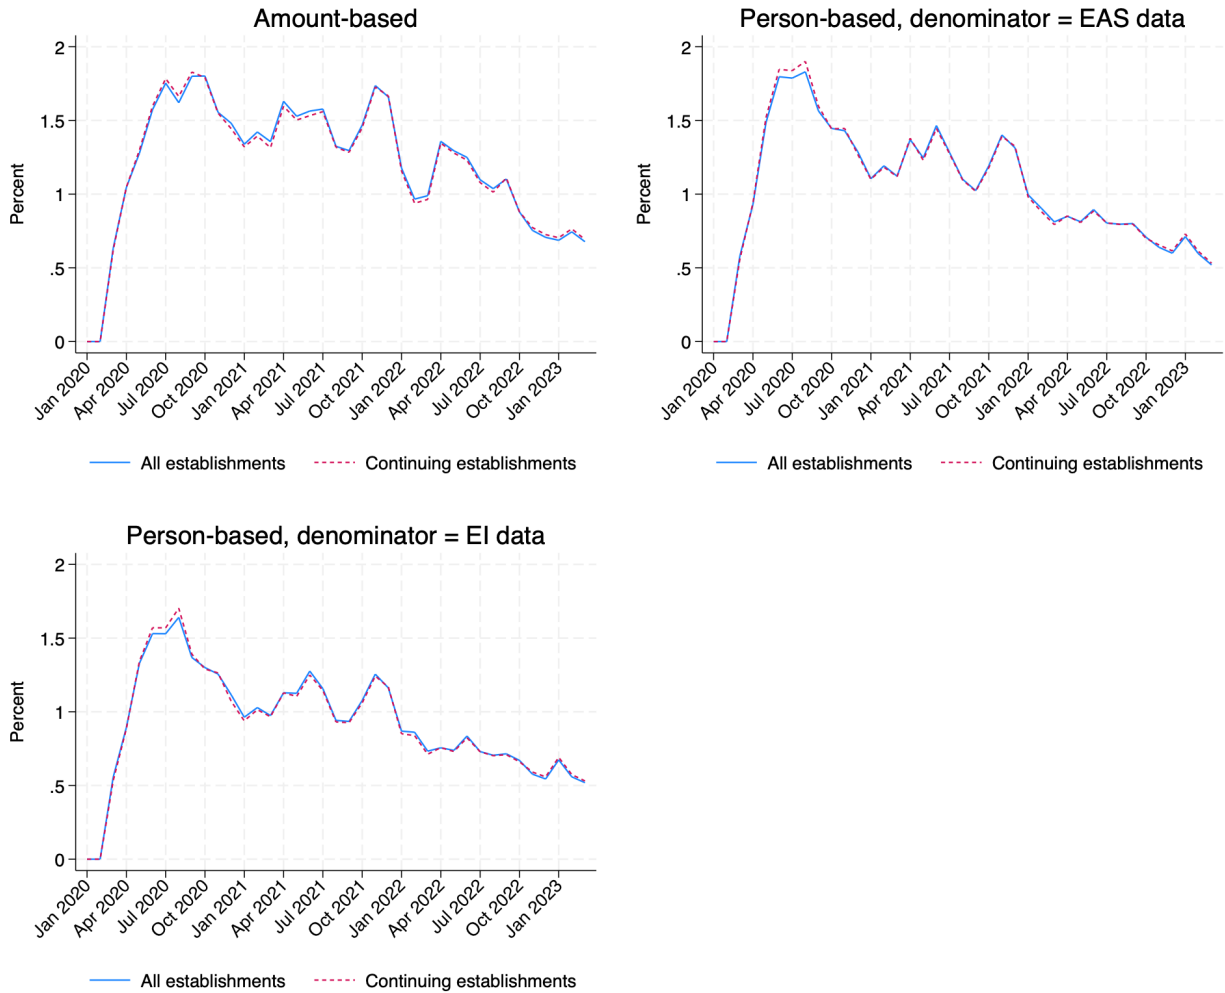 Amount-based
Percent
2
1.5
1
.5
0
Jan 2020
Apr 2020
Jul 2020
Oct 2020
Jan 2021
Apr 2021
Jul 2021
Oct 2021
Jan 2022
Apr 2022
Jul 2022
Oct 2022
Jan 2023
All establishments
Continuing establishments
Person-based, denominator = EAS data
Percent
2
1.5
1
.5
0
Jan 2020
Apr 2020
Jul 2020
Oct 2020
Jan 2021
Apr 2021
Jul 2021
Oct 2021
Jan 2022
Apr 2022
Jul 2022
Oct 2022
Jan 2023
All establishments
Continuing establishments
Person-based, denominator = EI data
Percent
2
1.5
1
.5
0
Jan 2020
Apr 2020
Jul 2020
Oct 2020
Jan 2021
Apr 2021
Jul 2021
Oct 2021
Jan 2022
Apr 2022
Jul 2022
Oct 2022
Jan 2023
All establishments
Continuing establishments